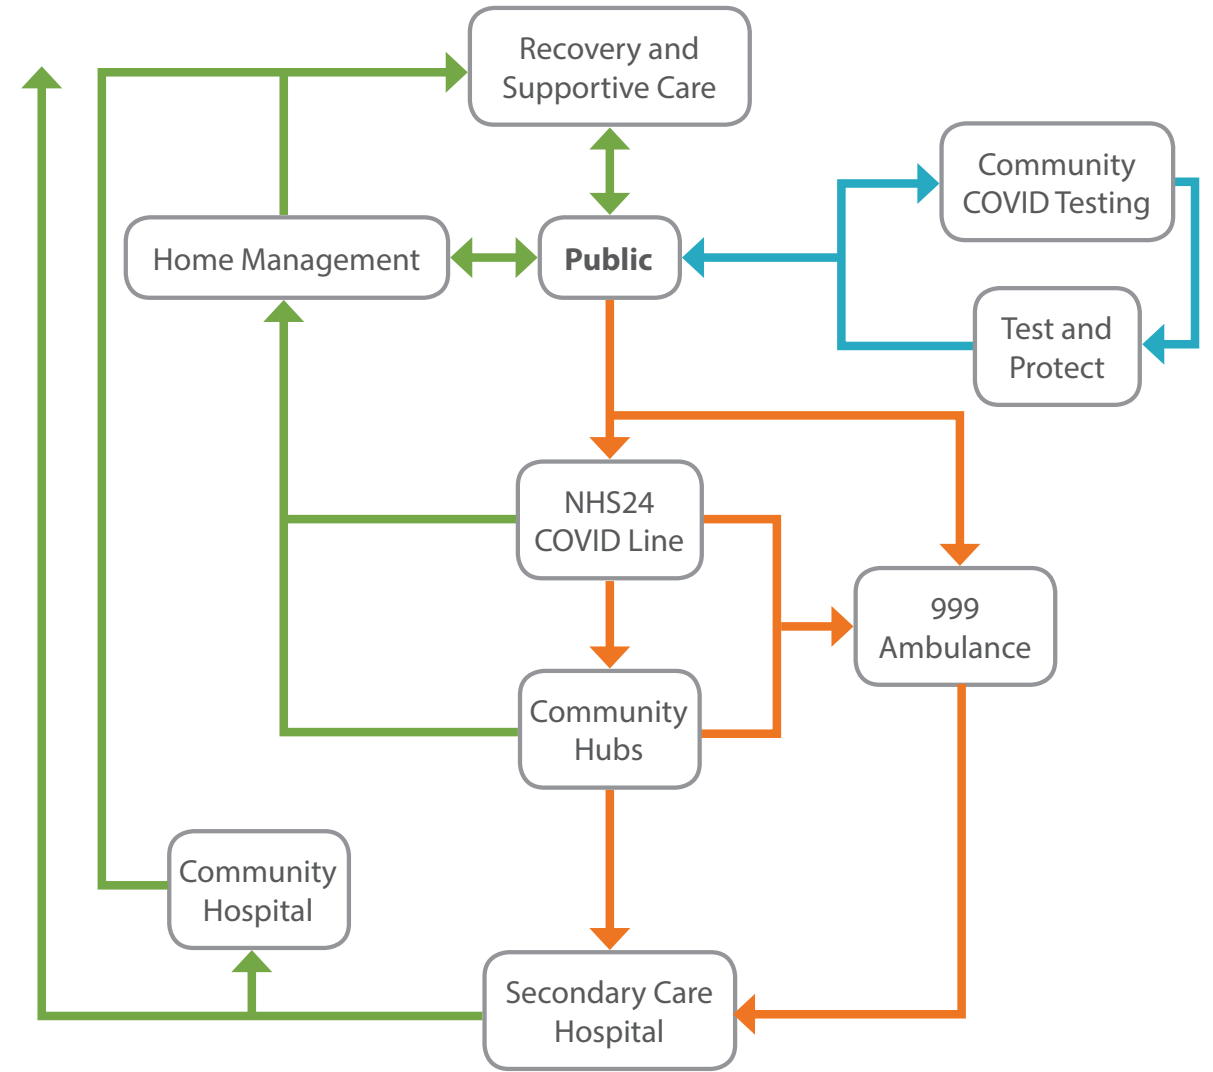 Recovery and
Supportive Care
Community
COVID Testing
Home Management
Public
Test and
Protect
NHS24
COVID Line
999
Ambulance
Community
Hubs
Community
Hospital
Secondary Care
Hospital